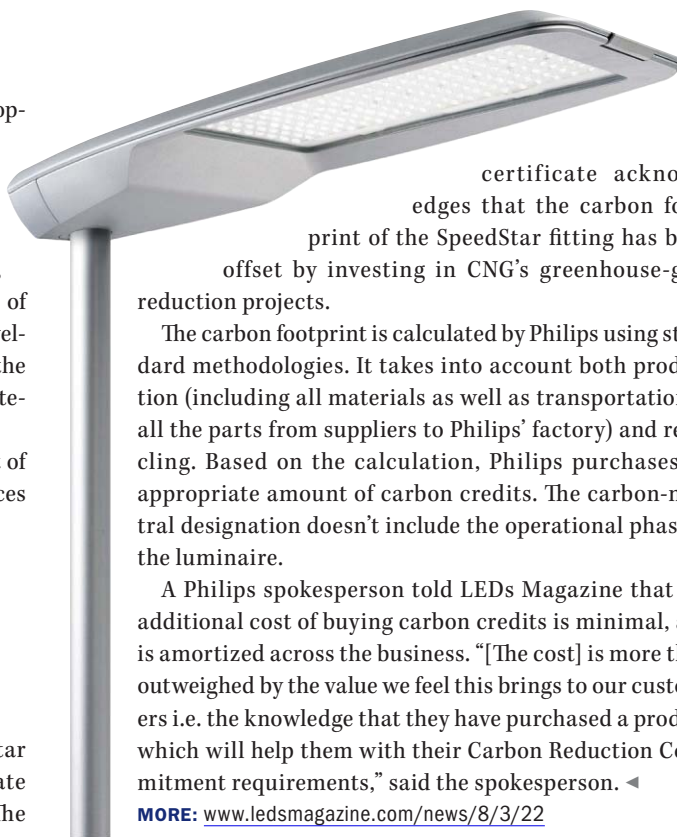 op-
of
vel-
the
te-
of
ces
tar
ate
he
certificate ackno
edges that the carbon fo
print of the SpeedStar fitting has b
offset by investing in CNG's greenhouse-g
reduction projects.
The carbon footprint is calculated by Philips using st
dard methodologies. It takes into account both prod
tion (including all materials as well as transportation
all the parts from suppliers to Philips' factory) and re
cling. Based on the calculation, Philips purchases
appropriate amount of carbon credits. The carbon-n
tral designation doesn't include the operational phas
the luminaire.
A Philips spokesperson told LEDs Magazine that
additional cost of buying carbon credits is minimal, a
is amortized across the business. “[The cost] is more th
outweighed by the value we feel this brings to our custo
ers i.e. the knowledge that they have purchased a prod
which will help them with their Carbon Reduction Co
mitment requirements,” said the spokesperson. ◄
MORE: www.ledsmagazine.com/news/8/3/22